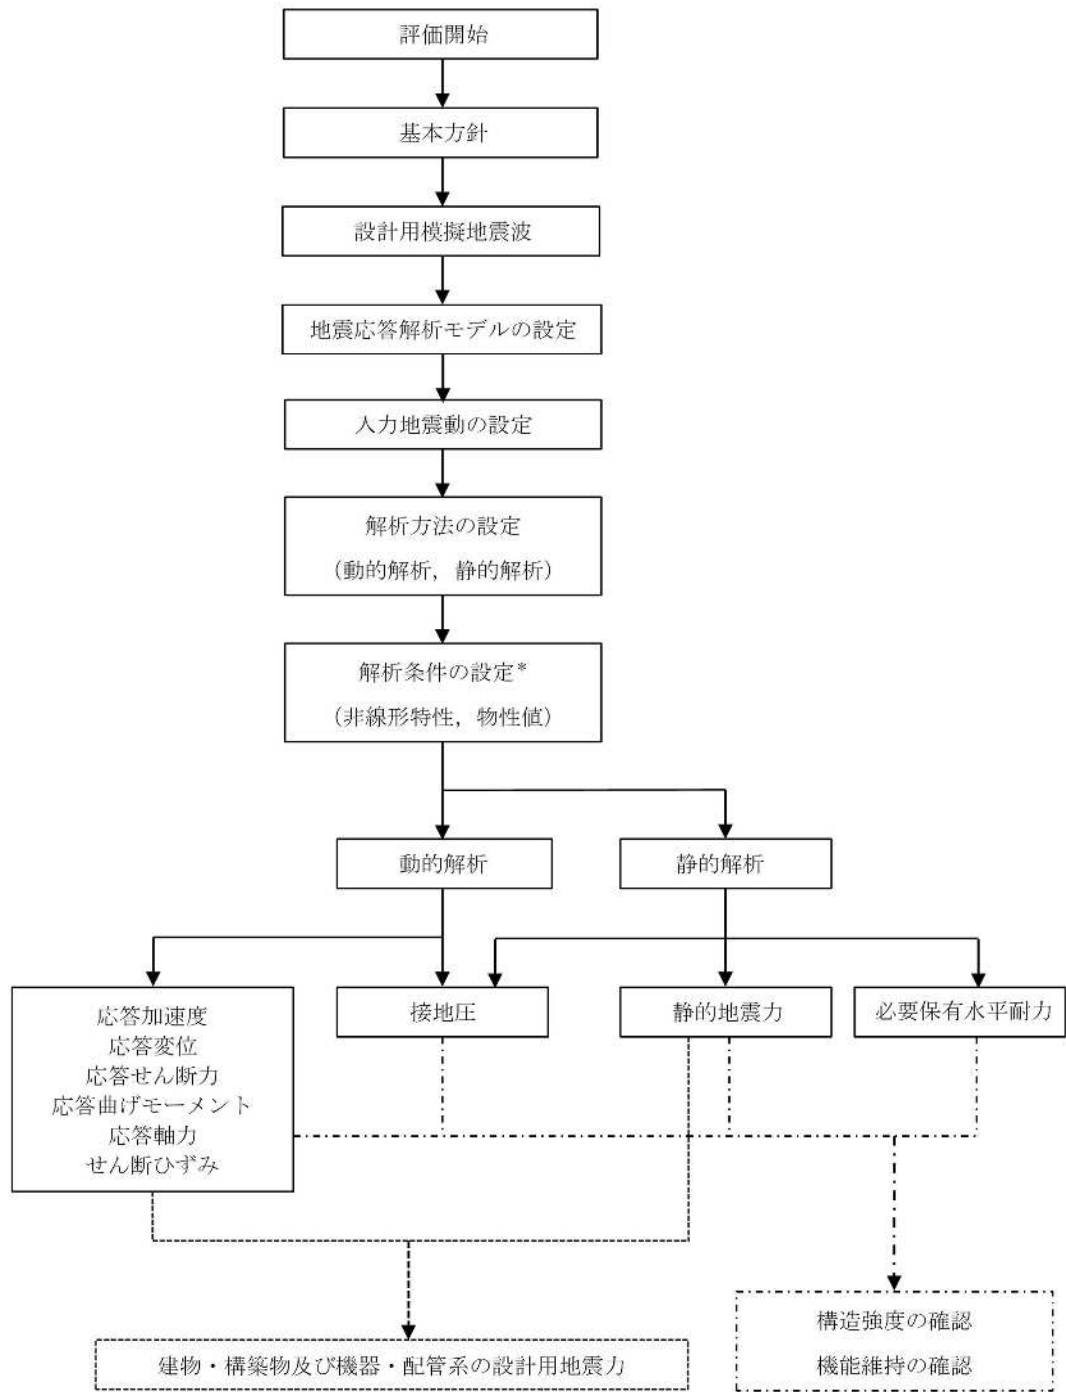 評価開始
基本方針
設計用模擬地震波
地震応答解析モデルの設定
入力地震動の設定
解析方法の設定
(動的解析，静的解析)
解析条件の設定*
(非線形特性，物性値)
動的解析
静的解析
応答加速度
応答変位
応答せん断力
応答曲げモーメント
応答軸力
せん断ひずみ
接地圧
静的地震力
必要保有水平耐力
構造強度の確認
機能維持の確認
建物・構築物及び機器・配管系の設計用地震力